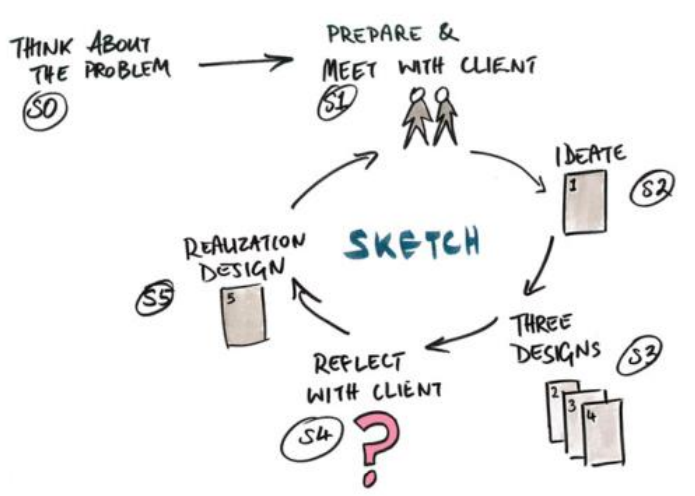 THINK ABOUT
THE PROBLEM
S0
PREPARE &
MEET WITH CLIENT
S1
IDEATE
1
S2
SKETCH
THREE
DESIGNS
S3
2
3
4
REFLECT
WITH CLIENT
S4
?
REALIZATION
DESIGN
S5
5